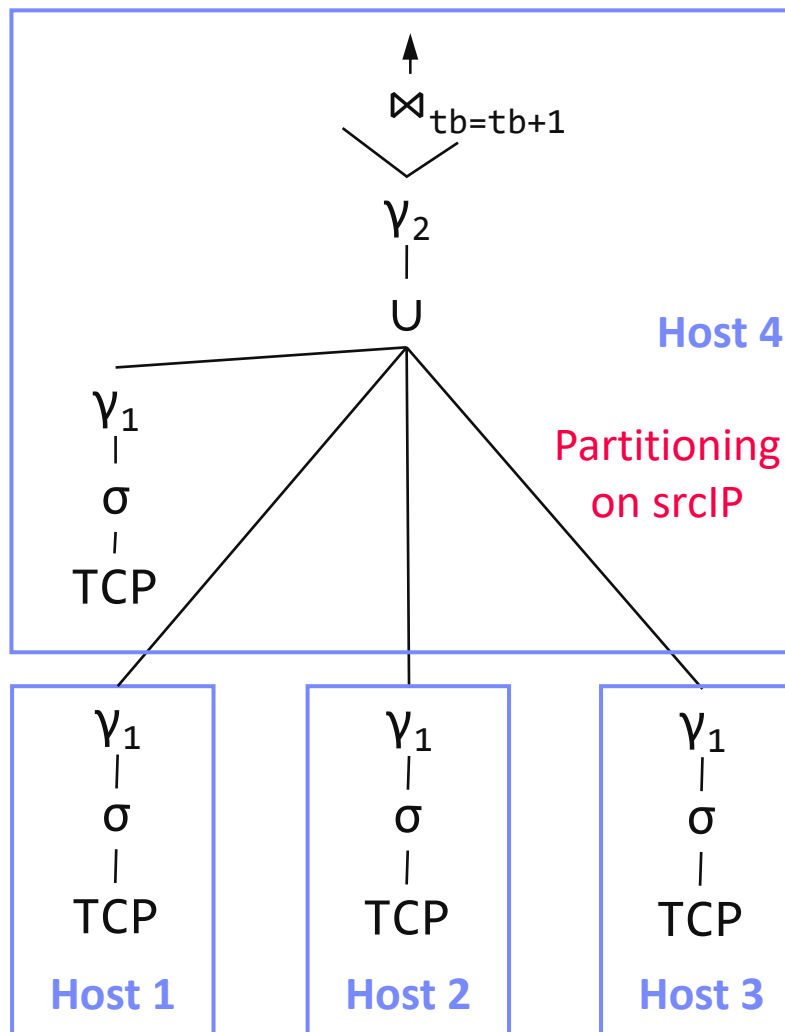 ⋈tb=tb+1
γ2
∪
Host 4
γ1
σ
TCP
Partitioning
on srcIP
γ1
σ
TCP
Host 1
γ1
σ
TCP
Host 2
γ1
σ
TCP
Host 3